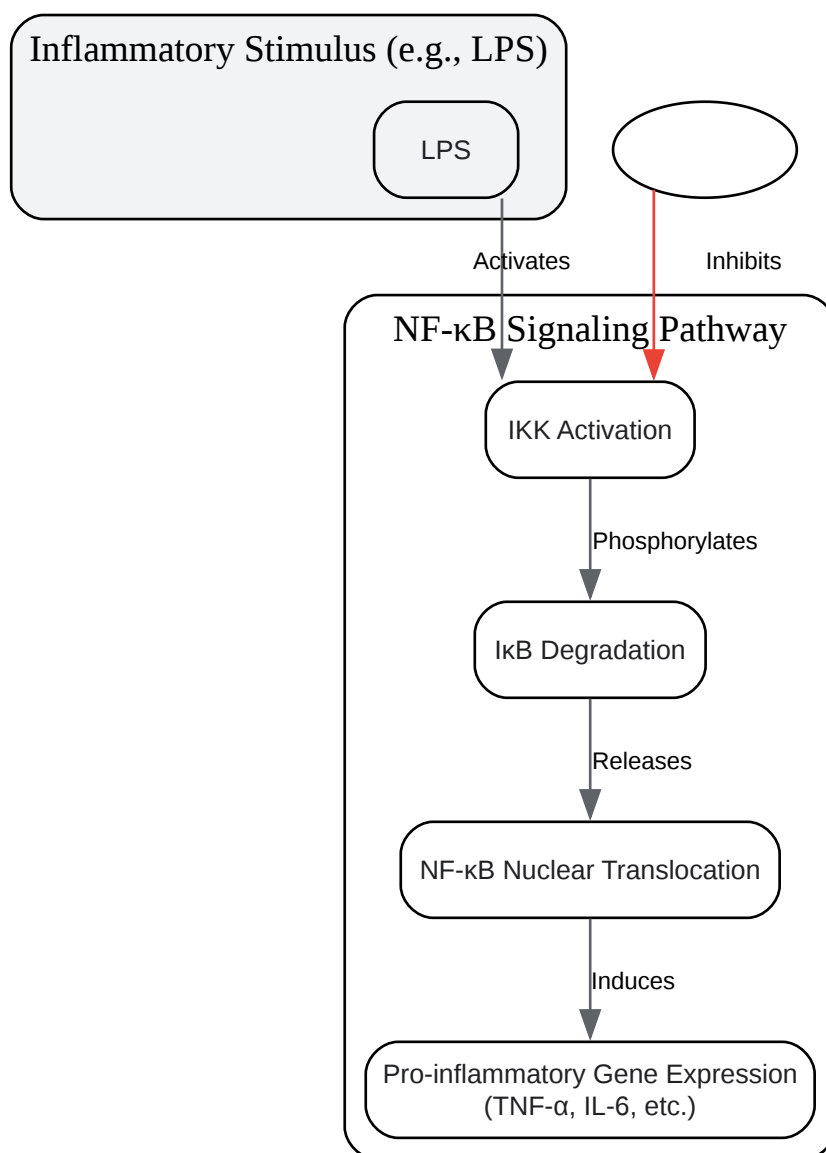 Inflammatory Stimulus (e.g., LPS)
LPS
Activates
Inhibits
NF-κB Signaling Pathway
IKK Activation
Phosphorylates
IκB Degradation
Releases
NF-κB Nuclear Translocation
Induces
Pro-inflammatory Gene Expression
(TNF-α, IL-6, etc.)